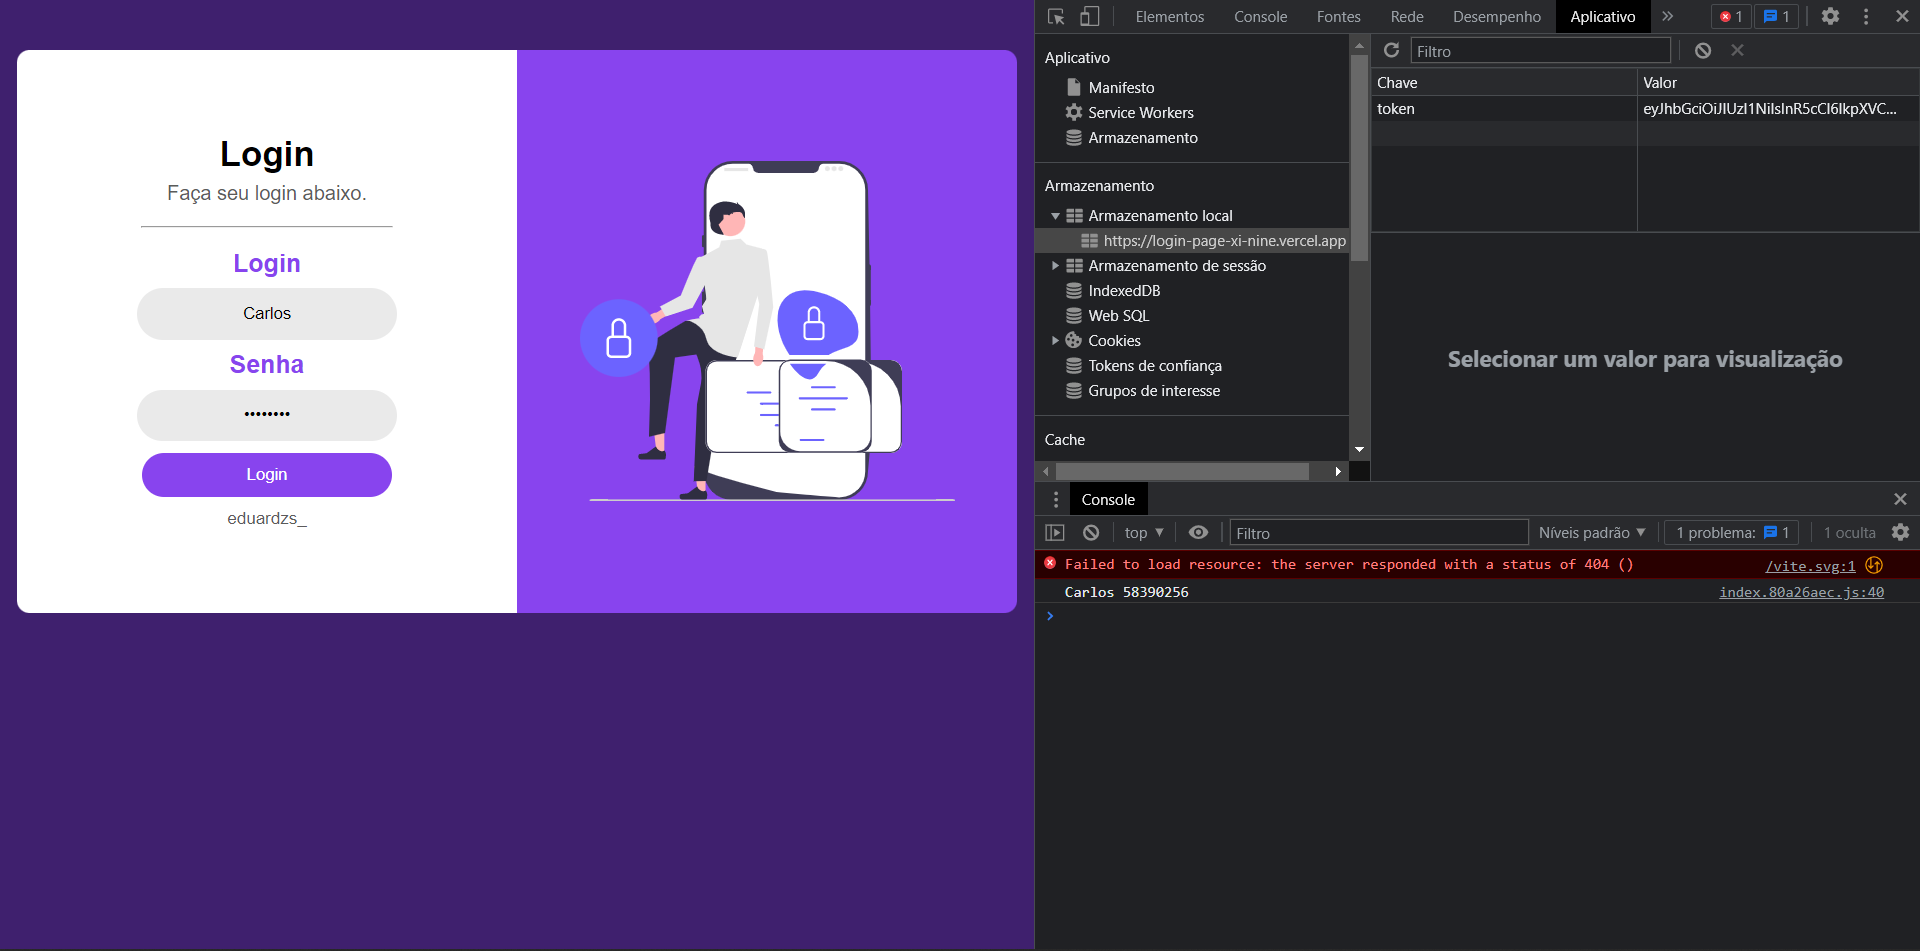 Login
Faça seu login abaixo.
Login
Carlos
Senha
••••••••
Login
eduardzs_
Elementos Console Fontes Rede Desempenho Aplicativo » 1 1
Aplicativo
Manifesto
Service Workers
Armazenamento
Armazenamento
Armazenamento local
https://login-page-xi-nine.vercel.app
Armazenamento de sessão
IndexedDB
Web SQL
Cookies
Tokens de confiança
Grupos de interesse
Cache
Filtro
Chave Valor
token eyJhbGciOiJIUzI1NiIsInR5cCI6IkpXVC...
Selecionar um valor para visualização
Console
top Filtro Níveis padrão 1 problema: 1 1 oculta
Failed to load resource: the server responded with a status of 404 () /vite.svg:1
Carlos 58390256 index.80a26aec.js:40